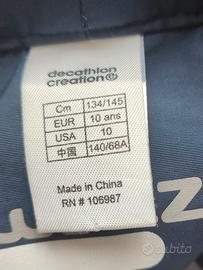 decathlon
creation
Cm 134/145
EUR 10 ans
USA 10
中国 140/68A
Made in China
RN # 106987
subito